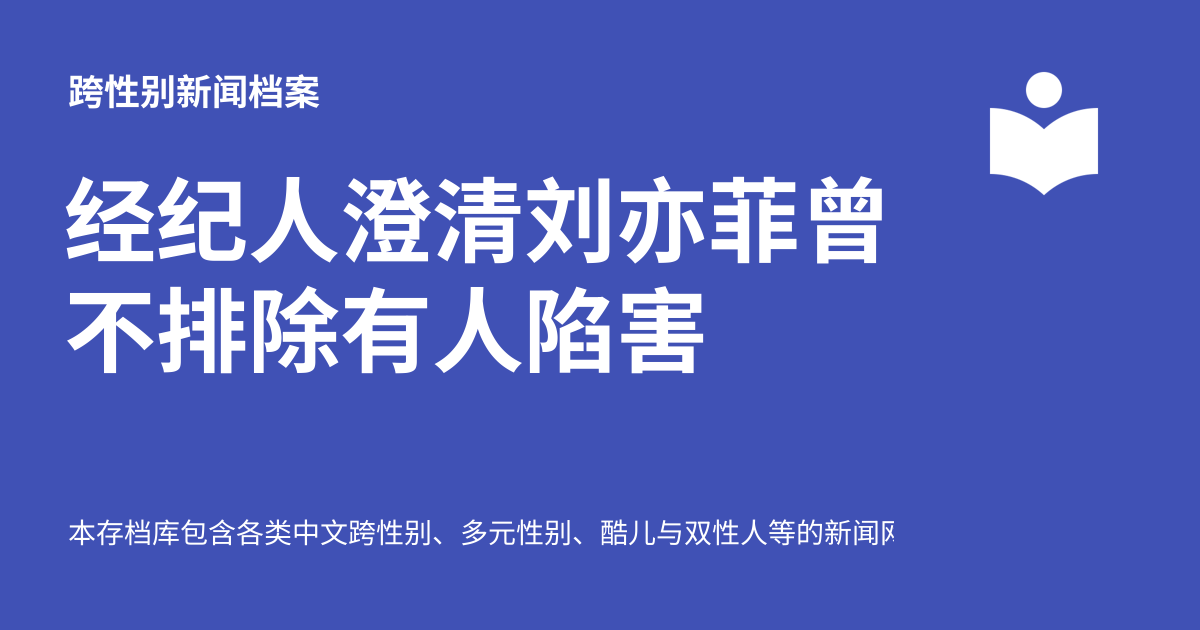 跨性别新闻档案
经纪人澄清刘亦菲曾
不排除有人陷害
本存档库包含各类中文跨性别、多元性别、酷儿与双性人等的新闻